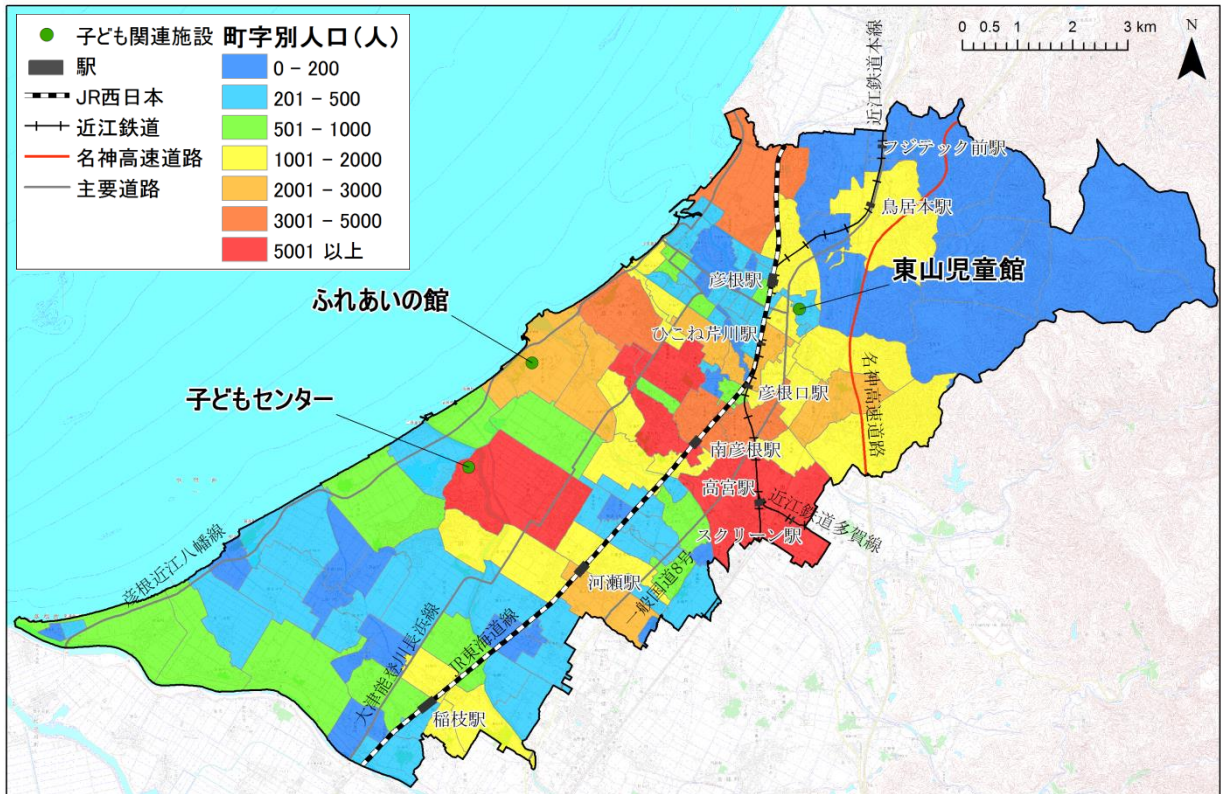 子ども関連施設
駅
JR西日本
近江鉄道
名神高速道路
主要道路
町字別人口(人)
0 - 200
201 - 500
501 - 1000
1001 - 2000
2001 - 3000
3001 - 5000
5001 以上
0 0.5 1 2 3 km
N
近江鉄道本線
フジテック前駅
鳥居本駅
彦根駅
東山児童館
ふれあいの館
ひこね芹川駅
子どもセンター
彦根口駅
名神高速道路
南彦根駅
高宮駅
近江鉄道多賀線
スクリーン駅
彦根近江八幡線
河瀬駅
一般国道8号
大津能登川長浜線
JR東海道線
稲枝駅